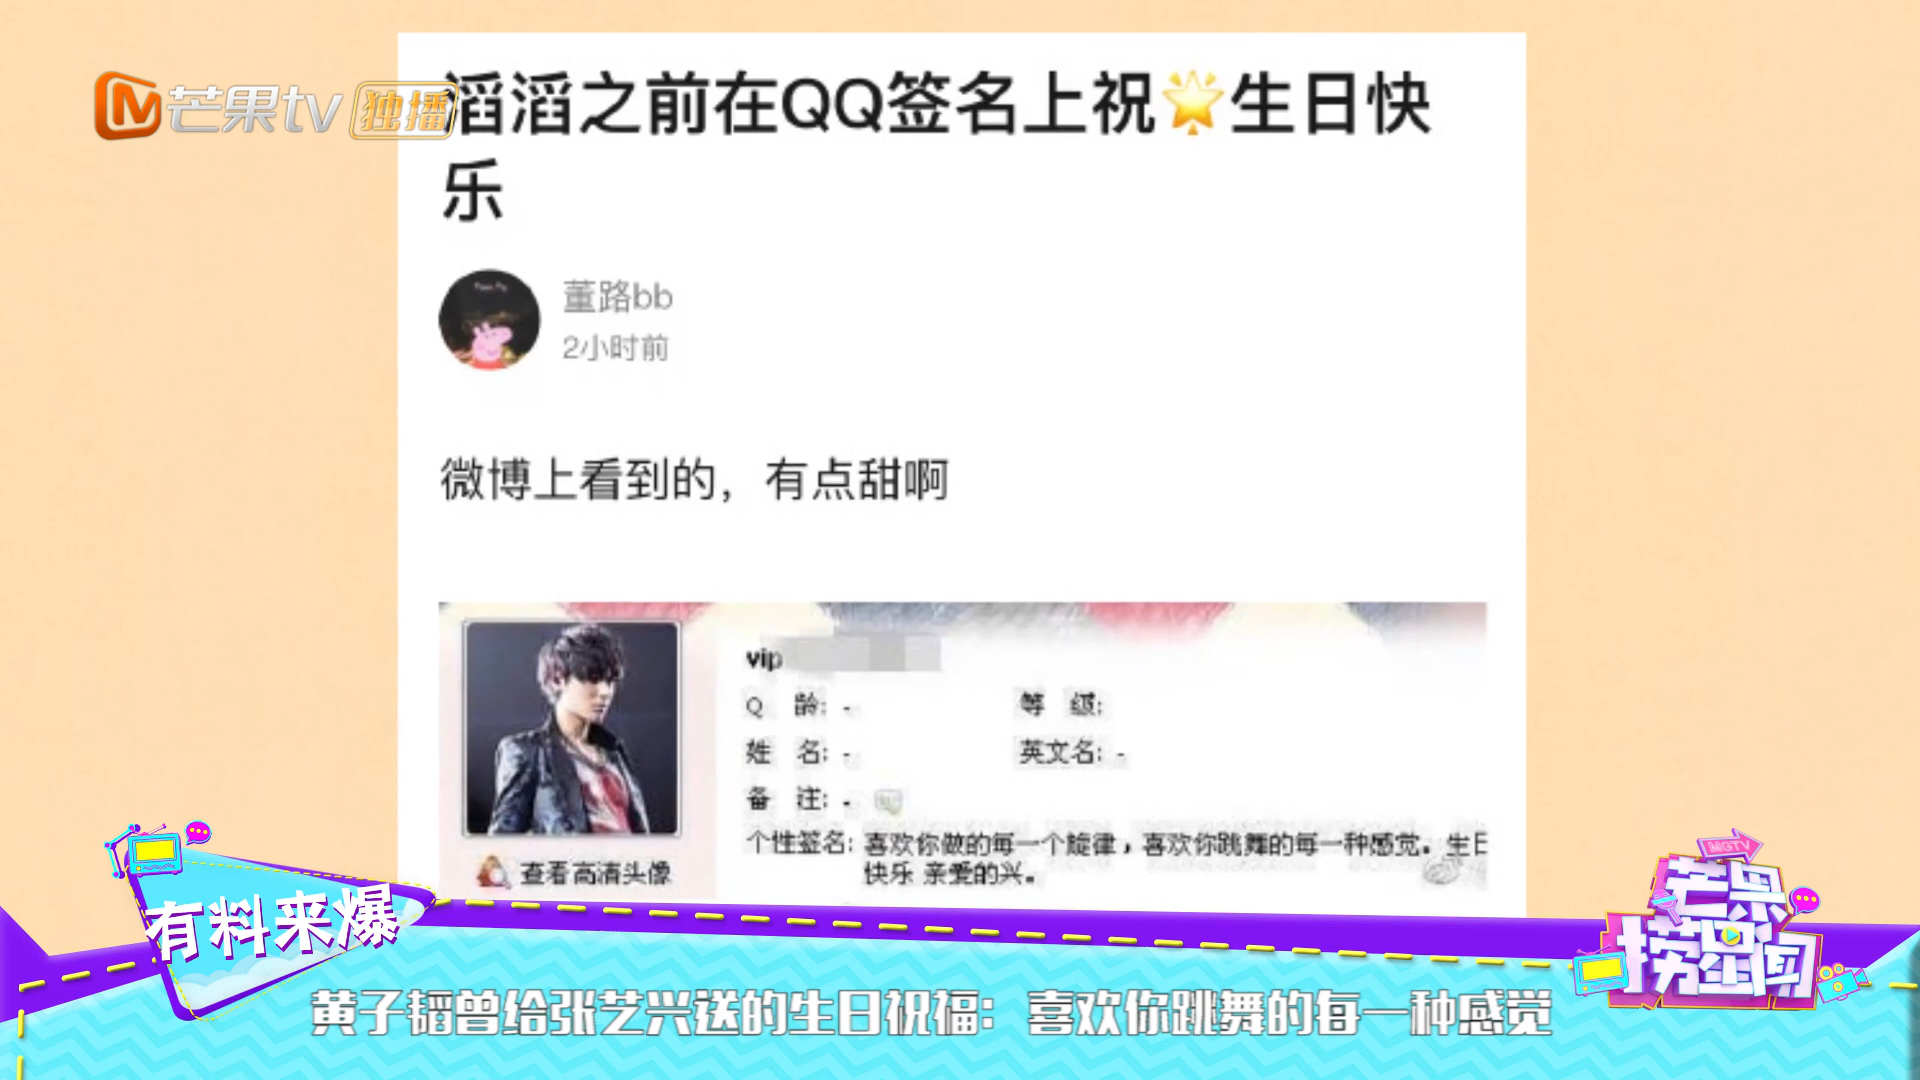 芒果tv 独播
滔滔之前在QQ签名上祝🌟生日快
乐
董路bb
2小时前
微博上看到的，有点甜啊
vip
Q 龄: -
等 级:
姓 名: -
英文名: -
备 注: -
个性签名: 喜欢你做的每一个旋律，喜欢你跳舞的每一种感觉。生日
快乐 亲爱的兴。
查看高清头像
有料来爆
MGTV
芒果
捞星闻
黄子韬曾给张艺兴送的生日祝福：喜欢你跳舞的每一种感觉